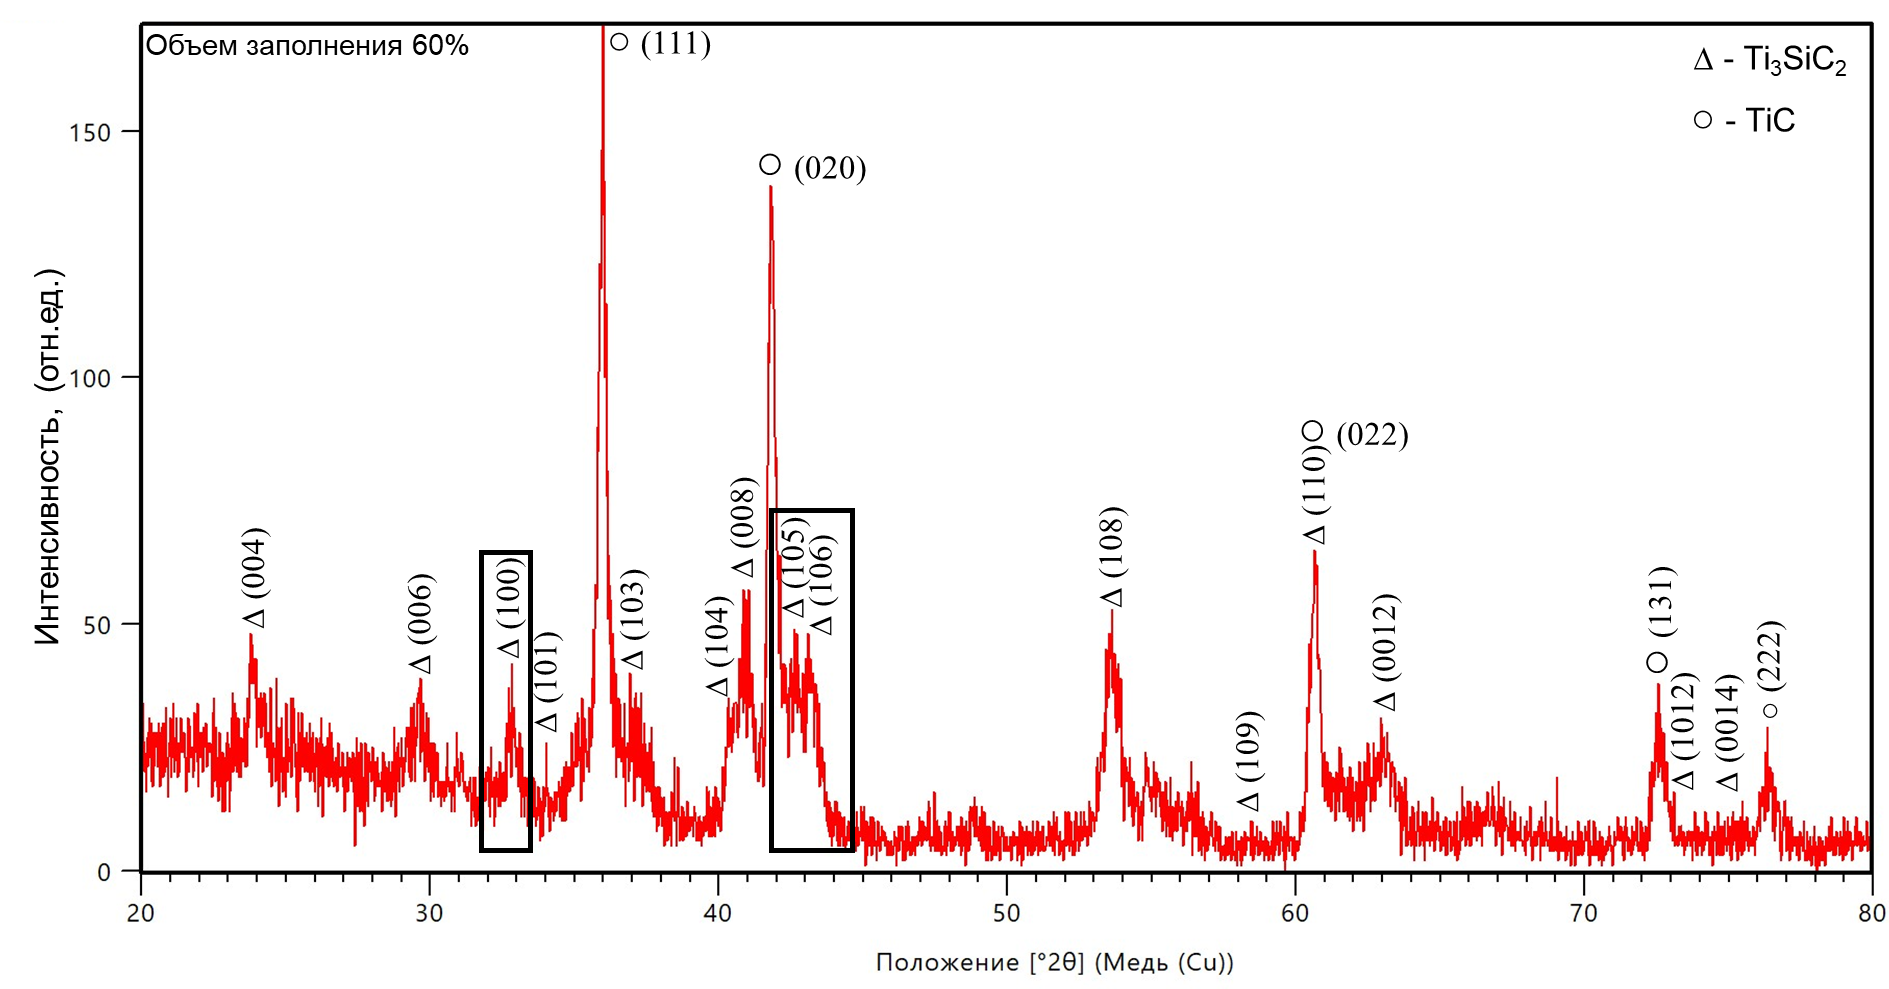 Объем заполнения 60%
○ (111)
Δ - Ti₃SiC₂
○ - TiC
150
100
50
0
Интенсивность, (отн.ед.)
Δ (004)
Δ (006)
Δ (100)
Δ (101)
Δ (103)
Δ (104)
Δ (008)
○ (020)
Δ (105)
Δ (106)
Δ (108)
Δ (109)
○ (022)
Δ (110)
Δ (0012)
○ (131)
Δ (1012)
Δ (0014)
○ (222)
20 30 40 50 60 70 80
Положение [°2θ] (Медь (Cu))